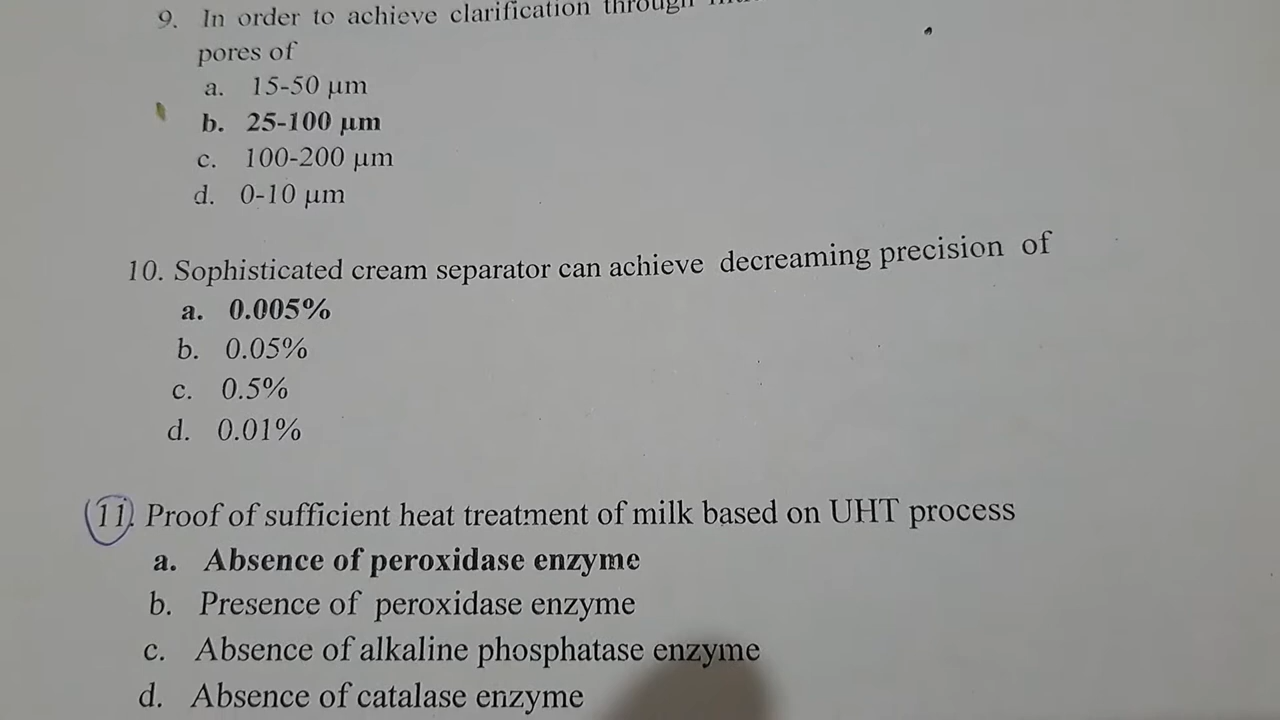 9. In order to achieve clarification through
pores of
a. 15-50 µm
b. 25-100 µm
c. 100-200 µm
d. 0-10 µm
10. Sophisticated cream separator can achieve decreaming precision of
a. 0.005%
b. 0.05%
c. 0.5%
d. 0.01%
11. Proof of sufficient heat treatment of milk based on UHT process
a. Absence of peroxidase enzyme
b. Presence of peroxidase enzyme
c. Absence of alkaline phosphatase enzyme
d. Absence of catalase enzyme